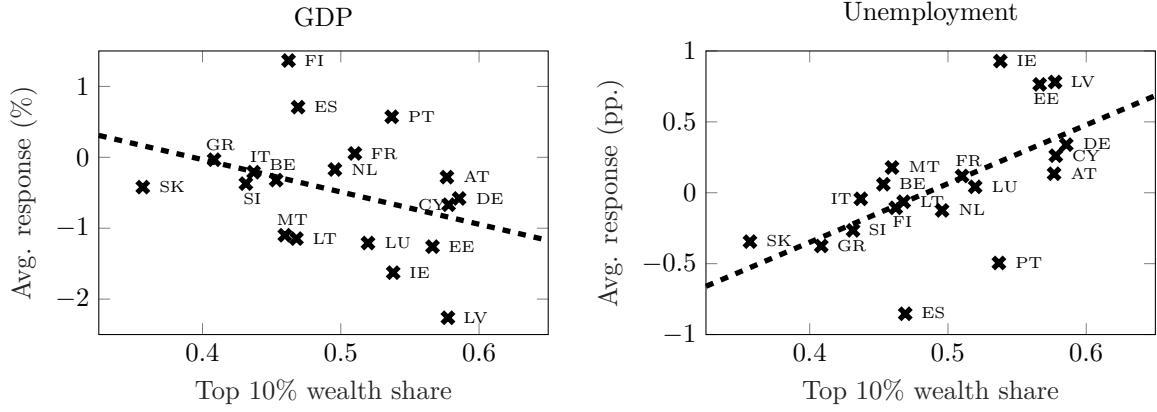 GDP
Avg. response (%)
1
0
−1
−2
0.4
0.5
0.6
Top 10% wealth share
FI
ES
PT
GR
IT
BE
FR
NL
SK
SI
AT
DE
CY
MT
LT
LU
EE
IE
LV
Unemployment
Avg. response (pp.)
1
0.5
0
−0.5
−1
0.4
0.5
0.6
Top 10% wealth share
IE
LV
EE
DE
CY
AT
MT
FR
BE
LU
IT
LT
NL
FI
SI
SK
GR
PT
ES